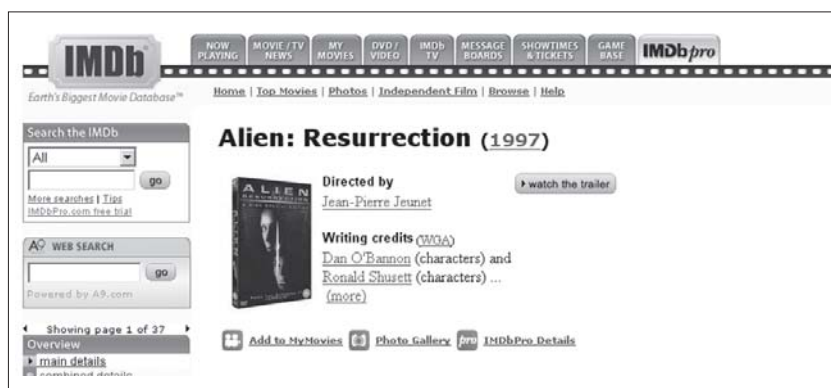 IMDb
Earth's Biggest Movie Database™
NOW PLAYING
MOVIE / TV NEWS
MY MOVIES
DVD / VIDEO
IMDb TV
MESSAGE BOARDS
SHOWTIMES & TICKETS
GAME BASE
IMDbpro
Home | Top Movies | Photos | Independent Film | Browse | Help
Search the IMDb
All
go
More searches | Tips
IMDbPro.com free trial
A9 WEB SEARCH
go
Powered by A9.com
Showing page 1 of 37
Overview
main details
combined details
Alien: Resurrection (1997)
ALIEN
RESURRECTION
Directed by
Jean-Pierre Jeunet
watch the trailer
Writing credits (WGA)
Dan O'Bannon (characters) and
Ronald Shusett (characters) ...
(more)
Add to MyMovies
Photo Gallery
pro IMDbPro Details